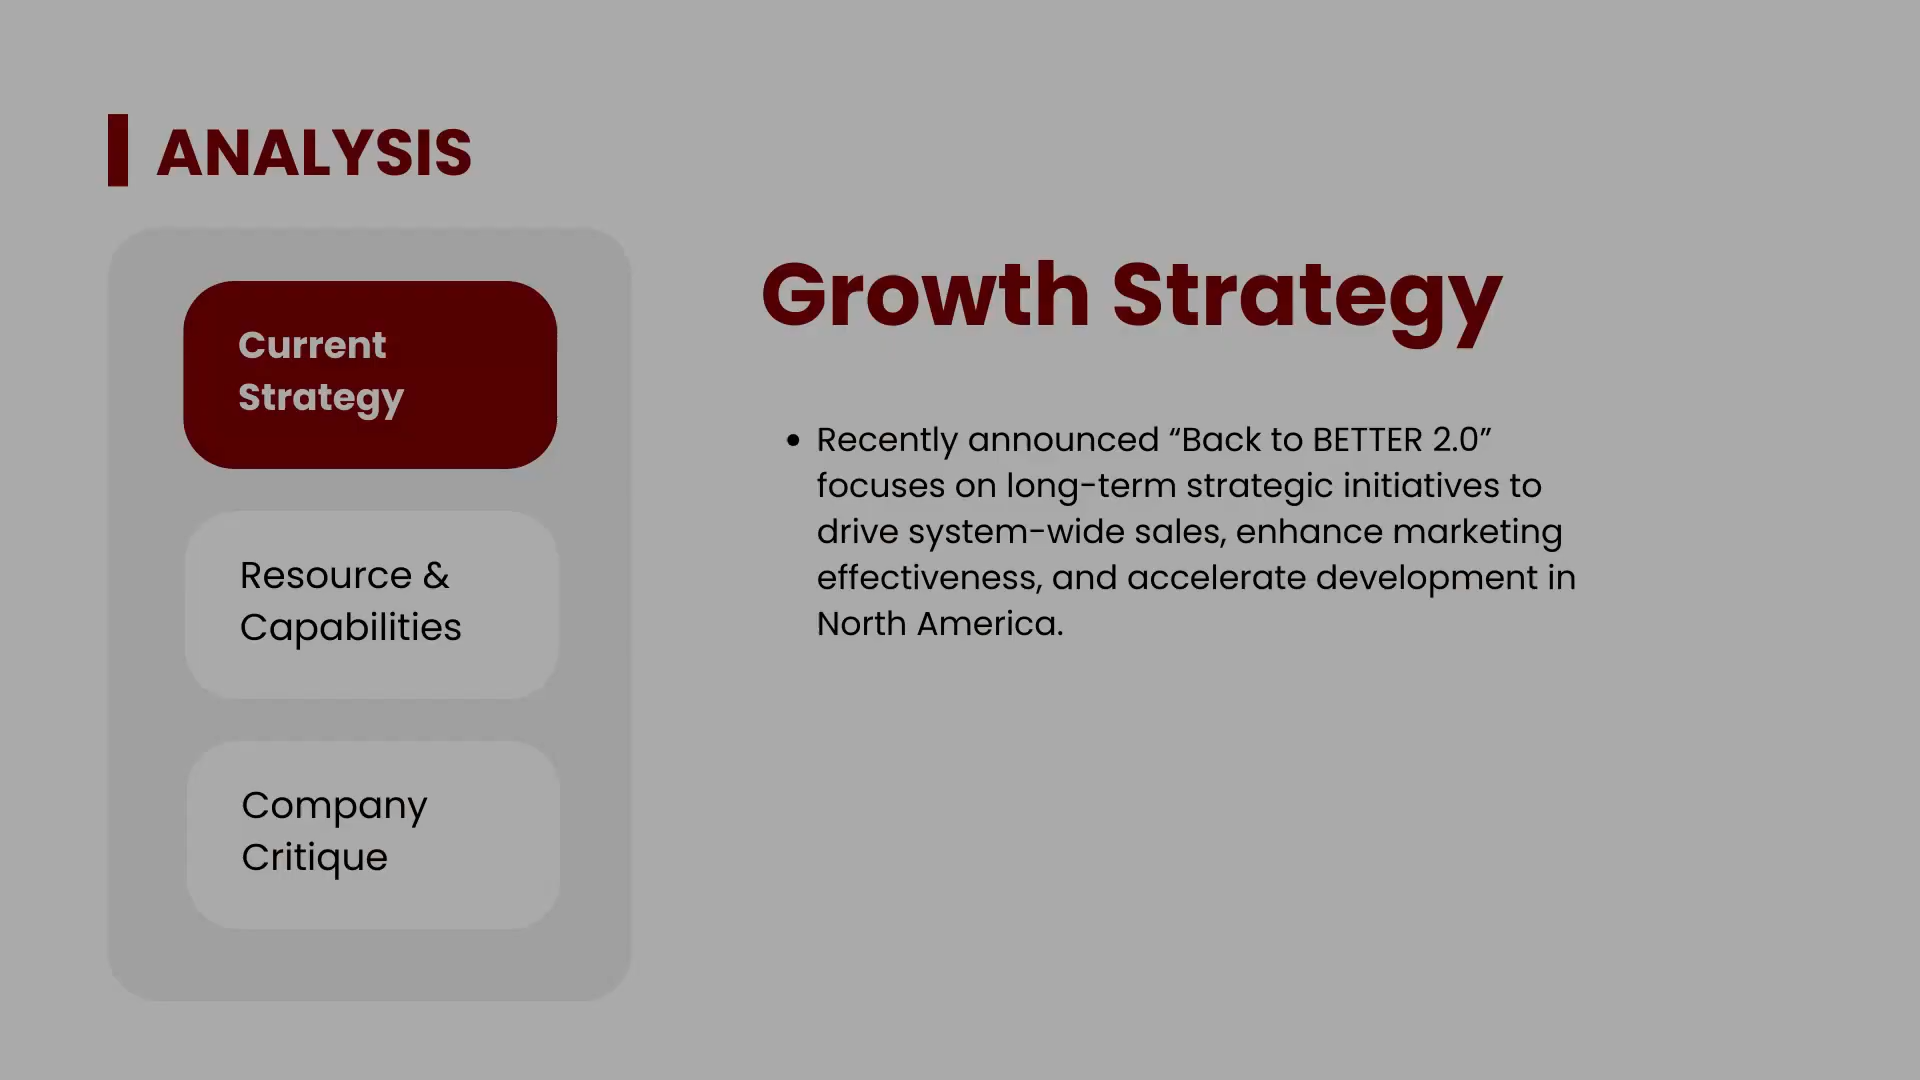 ANALYSIS
Current
Strategy
Resource &
Capabilities
Company
Critique
Growth Strategy
• Recently announced “Back to BETTER 2.0”
focuses on long-term strategic initiatives to
drive system-wide sales, enhance marketing
effectiveness, and accelerate development in
North America.